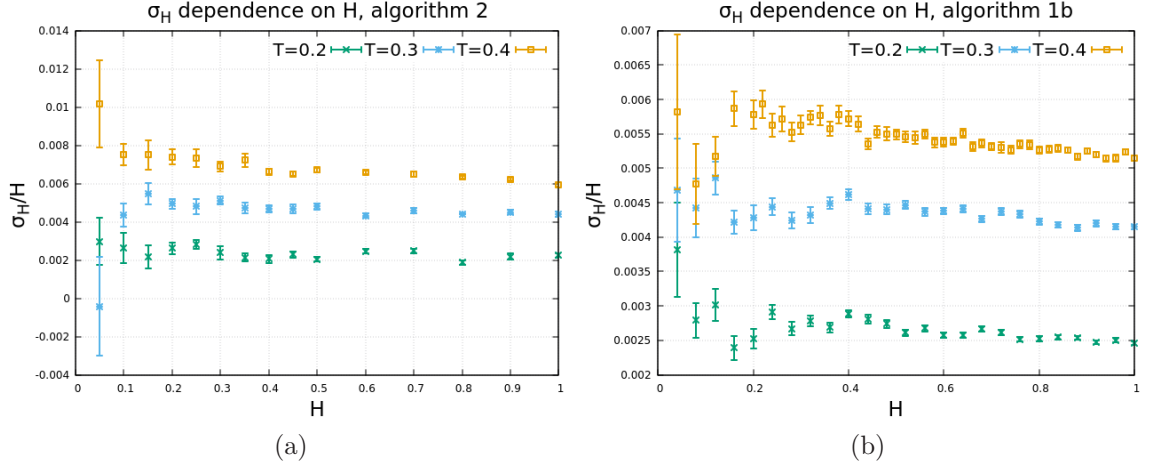 σH dependence on H, algorithm 2
T=0.2 T=0.3 T=0.4
σH/H
0.014
0.012
0.01
0.008
0.006
0.004
0.002
0
-0.002
-0.004
0 0.1 0.2 0.3 0.4 0.5 0.6 0.7 0.8 0.9 1
H
(a)
σH dependence on H, algorithm 1b
T=0.2 T=0.3 T=0.4
σH/H
0.007
0.0065
0.006
0.0055
0.005
0.0045
0.004
0.0035
0.003
0.0025
0.002
0 0.2 0.4 0.6 0.8 1
H
(b)